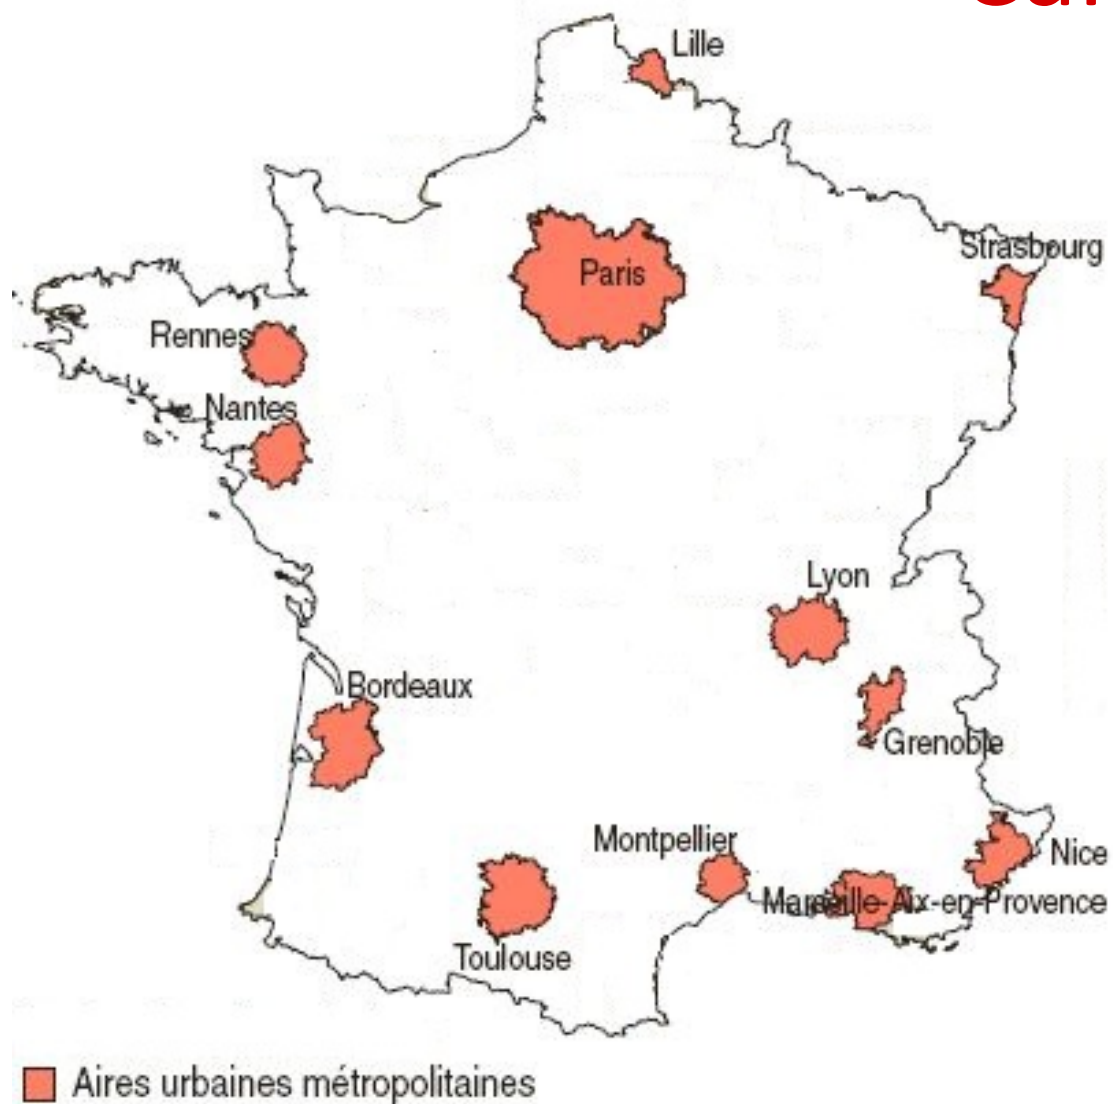 Lille
Strasbourg
Paris
Rennes
Nantes
Lyon
Bordeaux
Grenoble
Montpellier
Nice
Marseille-Aix-en-Provence
Toulouse
Aires urbaines métropolitaines